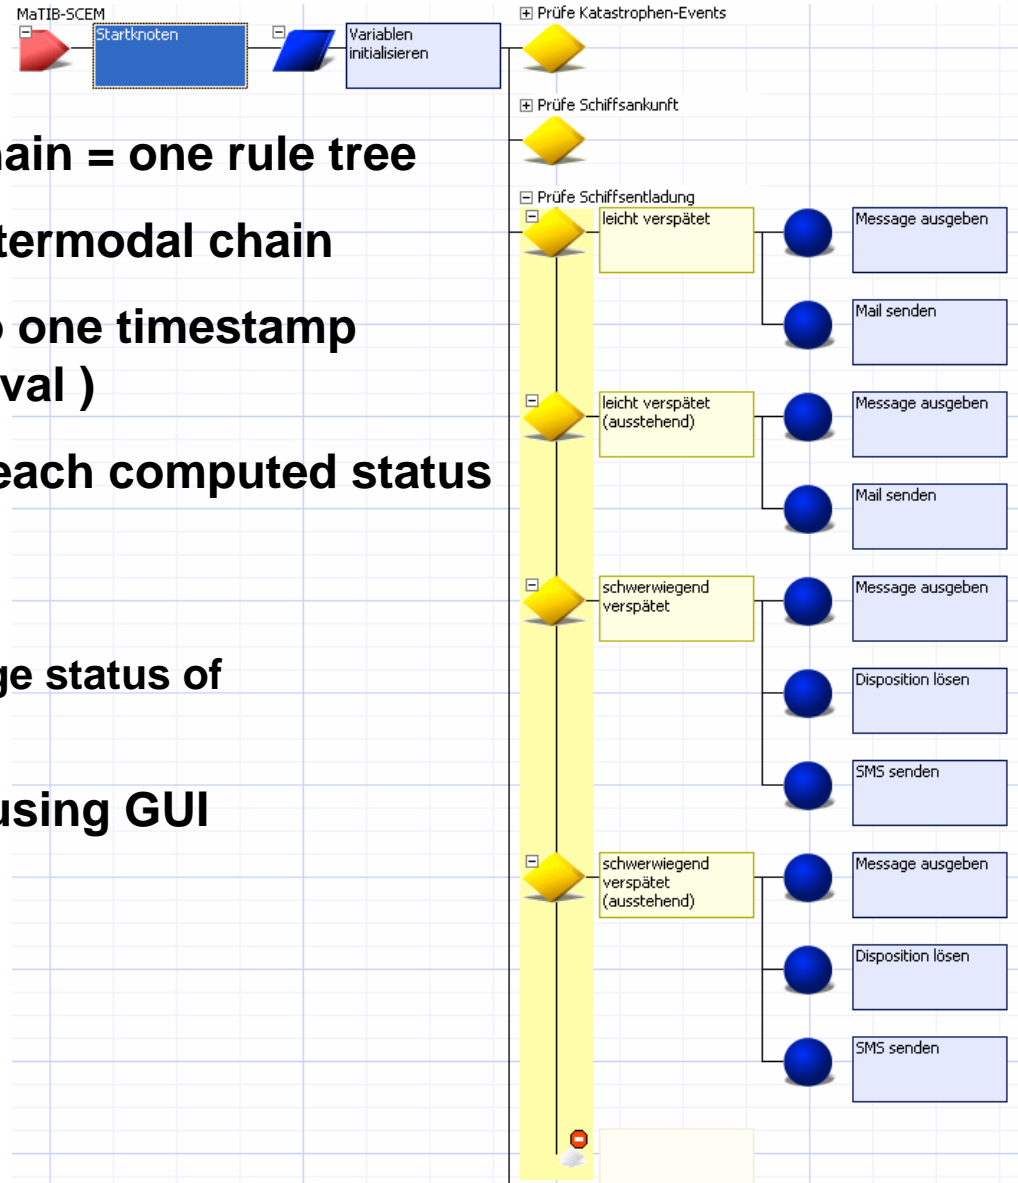 MaTIB-SCEM
Startknoten
Variablen
initialisieren
Prüfe Katastrophen-Events
Prüfe Schiffsankunft
Prüfe Schiffsentladung
leicht verspätet
Message ausgeben
Mail senden
leicht verspätet
(ausstehend)
Message ausgeben
Mail senden
schwerwiegend
verspätet
Message ausgeben
Disposition lösen
SMS senden
schwerwiegend
verspätet
(ausstehend)
Message ausgeben
Disposition lösen
SMS senden
= one rule tree
chain
one timestamp
val )
each computed status
ge status of
using GUI